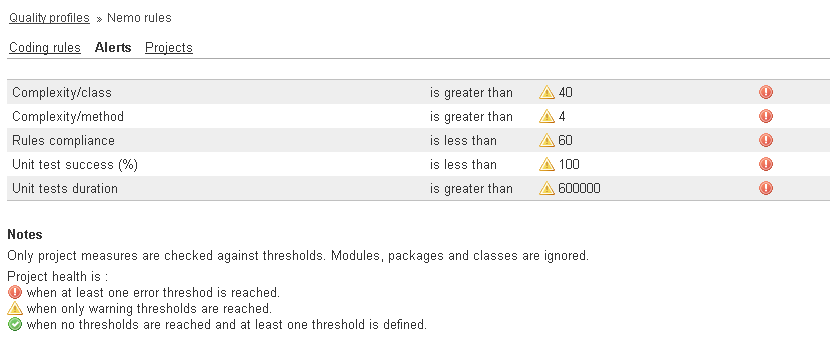 Quality profiles » Nemo rules
Coding rules Alerts Projects
Complexity/class is greater than 40
Complexity/method is greater than 4
Rules compliance is less than 60
Unit test success (%) is less than 100
Unit tests duration is greater than 600000
Notes
Only project measures are checked against thresholds. Modules, packages and classes are ignored.
Project health is :
when at least one error threshod is reached.
when only warning thresholds are reached.
when no thresholds are reached and at least one threshold is defined.